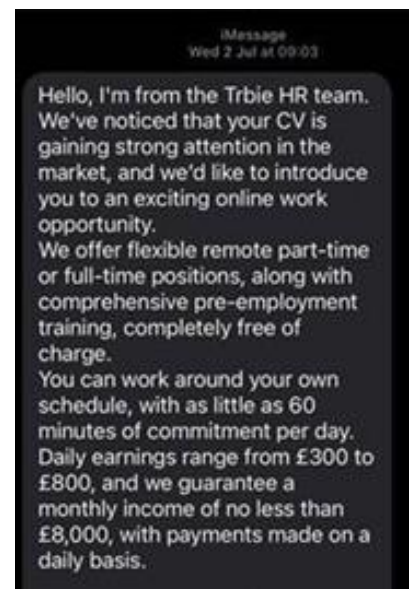 iMessage
Wed 2 Jul at 09:03
Hello, I'm from the Trbie HR team.
We've noticed that your CV is
gaining strong attention in the
market, and we'd like to introduce
you to an exciting online work
opportunity.
We offer flexible remote part-time
or full-time positions, along with
comprehensive pre-employment
training, completely free of
charge.
You can work around your own
schedule, with as little as 60
minutes of commitment per day.
Daily earnings range from £300 to
£800, and we guarantee a
monthly income of no less than
£8,000, with payments made on a
daily basis.